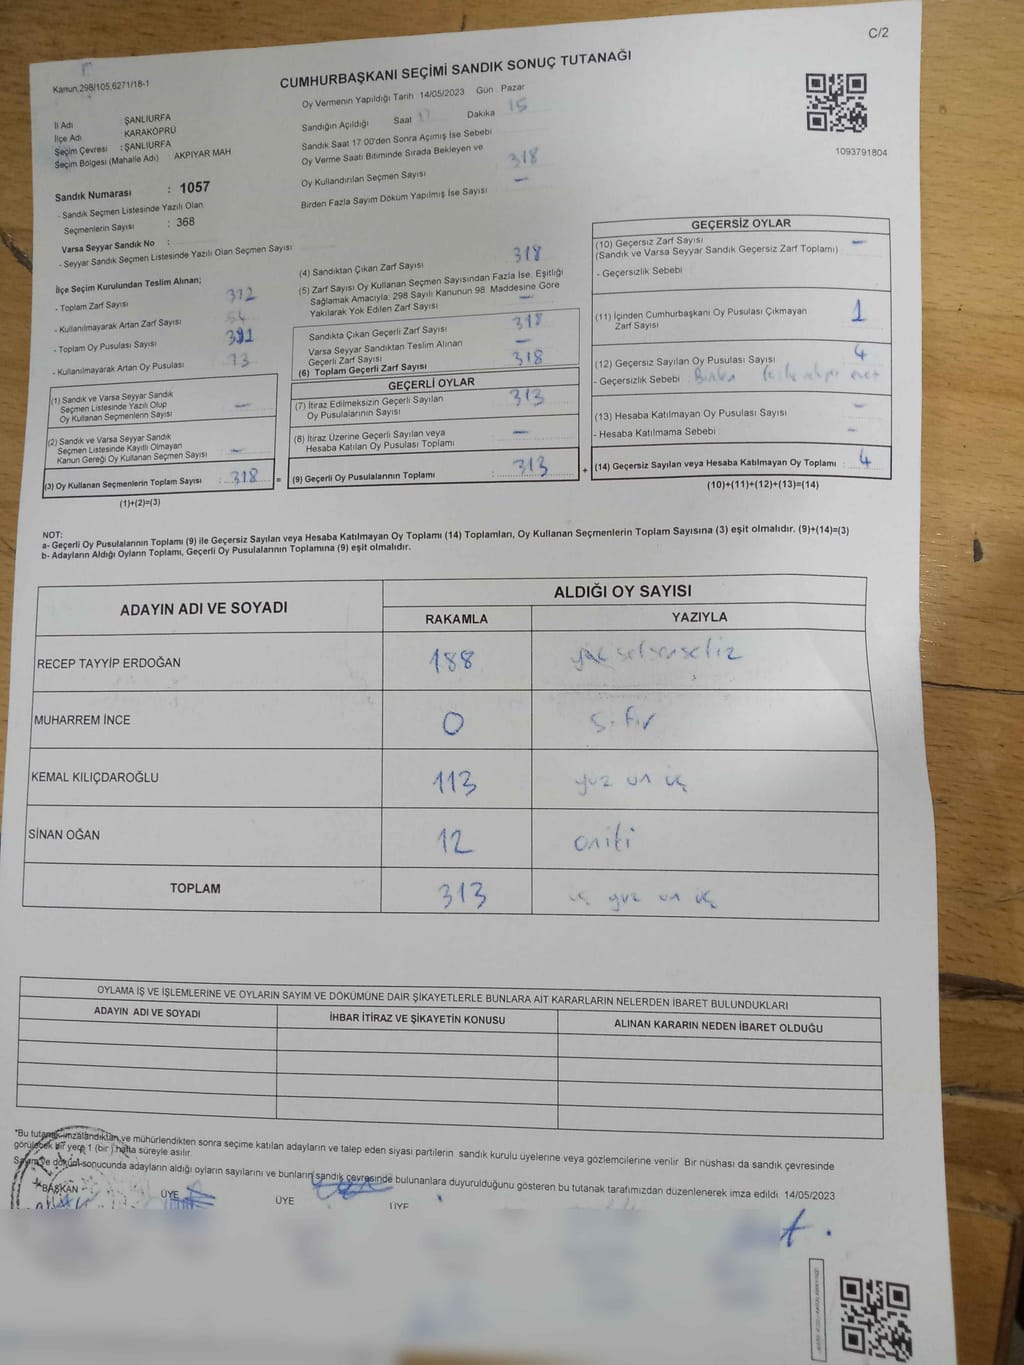 C/2
Kanun 298/105,6271/18-1
CUMHURBAŞKANI SEÇİMİ SANDIK SONUÇ TUTANAĞI
Oy Vermenin Yapıldığı Tarih 14/05/2023 Gün Pazar
İl Adı ŞANLIURFA
İlçe Adı KARAKÖPRÜ
Seçim Çevresi : ŞANLIURFA
Seçim Bölgesi (Mahalle Adı) AKPIYAR MAH
Sandığın Açıldığı Saat 17 Dakika 15
Sandık Saat 17 00'den Sonra Açımış İse Sebebi
Oy Verme Saati Bitiminde Sırada Bekleyen ve
Oy Kullandırılan Seçmen Sayısı 318
Birden Fazla Sayım Döküm Yapılmış İse Sayısı –
1093791804
Sandık Numarası : 1057
- Sandık Seçmen Listesinde Yazılı Olan
Seçmenlerin Sayısı : 368
Varsa Seyyar Sandık No :
- Seyyar Sandık Seçmen Listesinde Yazılı Olan Seçmen Sayısı
İlçe Seçim Kurulundan Teslim Alınan;
- Toplam Zarf Sayısı 372
- Kullanılmayarak Artan Zarf Sayısı 54
- Toplam Oy Pusulası Sayısı
- Kullanılmayarak Artan Oy Pusulası
(1) Sandık ve Varsa Seyyar Sandık
Seçmen Listesinde Yazılı Olup
Oy Kullanan Seçmenlerin Sayısı –
(2) Sandık ve Varsa Seyyar Sandık
Seçmen Listesinde Kayıtlı Olmayan
Kanun Gereği Oy Kullanan Seçmen Sayısı –
(3) Oy Kullanan Seçmenlerin Toplam Sayısı : 318 =
(1)+(2)=(3)
(4) Sandıktan Çıkan Zarf Sayısı 318
(5) Zarf Sayısı Oy Kullanan Seçmen Sayısından Fazla İse, Eşitliği
Sağlamak Amacıyla; 298 Sayılı Kanunun 98. Maddesine Göre
Yakılarak Yok Edilen Zarf Sayısı –
Sandıkta Çıkan Geçerli Zarf Sayısı 318
Varsa Seyyar Sandıktan Teslim Alınan
Geçerli Zarf Sayısı –
(6) Toplam Geçerli Zarf Sayısı 318
GEÇERLİ OYLAR
(7) İtiraz Edilmeksizin Geçerli Sayılan
Oy Pusulalarının Sayısı 313
(8) İtiraz Üzerine Geçerli Sayılan veya
Hesaba Katılan Oy Pusulası Toplamı –
(9) Geçerli Oy Pusulalarının Toplamı : 313 +
GEÇERSİZ OYLAR
(10) Geçersiz Zarf Sayısı –
(Sandık ve Varsa Seyyar Sandık Geçersiz Zarf Toplamı)
- Geçersizlik Sebebi
(11) İçinden Cumhurbaşkanı Oy Pusulası Çıkmayan
Zarf Sayısı 1
(12) Geçersiz Sayılan Oy Pusulası Sayısı 4
- Geçersizlik Sebebi
(13) Hesaba Katılmayan Oy Pusulası Sayısı –
- Hesaba Katılmama Sebebi –
(14) Geçersiz Sayılan veya Hesaba Katılmayan Oy Toplamı : 4
(10)+(11)+(12)+(13)=(14)
NOT:
a- Geçerli Oy Pusulalarının Toplamı (9) ile Geçersiz Sayılan veya Hesaba Katılmayan Oy Toplamı (14) Toplamları, Oy Kullanan Seçmenlerin Toplam Sayısına (3) eşit olmalıdır. (9)+(14)=(3)
b- Adayların Aldığı Oyların Toplamı, Geçerli Oy Pusulalarının Toplamına (9) eşit olmalıdır.
ADAYIN ADI VE SOYADI ALDIĞI OY SAYISI
RAKAMLA YAZIYLA
RECEP TAYYİP ERDOĞAN 188 yüz seksensekiz
MUHARREM İNCE 0 sıfır
KEMAL KILIÇDAROĞLU 113 yüz on üç
SİNAN OĞAN 12 oniki
TOPLAM 313 üç yüz on üç
OYLAMA İŞ VE İŞLEMLERİNE VE OYLARIN SAYIM VE DÖKÜMÜNE DAİR ŞİKAYETLERLE BUNLARA AİT KARARLARIN NELERDEN İBARET BULUNDUKLARI
ADAYIN ADI VE SOYADI İHBAR İTİRAZ VE ŞİKAYETİN KONUSU ALINAN KARARIN NEDEN İBARET OLDUĞU
*Bu tutanak imzalandıktan ve mühürlendikten sonra seçime katılan adayların ve talep eden siyasi partilerin sandık kurulu üyelerine veya gözlemcilerine verilir Bir nüshası da sandık çevresinde
görülecek bir yere 1 (bir ) hafta süreyle asılır.
Sayım ve döküm sonucunda adayların aldığı oyların sayılarını ve bunların sandık çevresinde bulunanlara duyurulduğunu gösteren bu tutanak tarafımızdan düzenlenerek imza edildi. 14/05/2023
BAŞKAN ÜYE ÜYE ÜYE